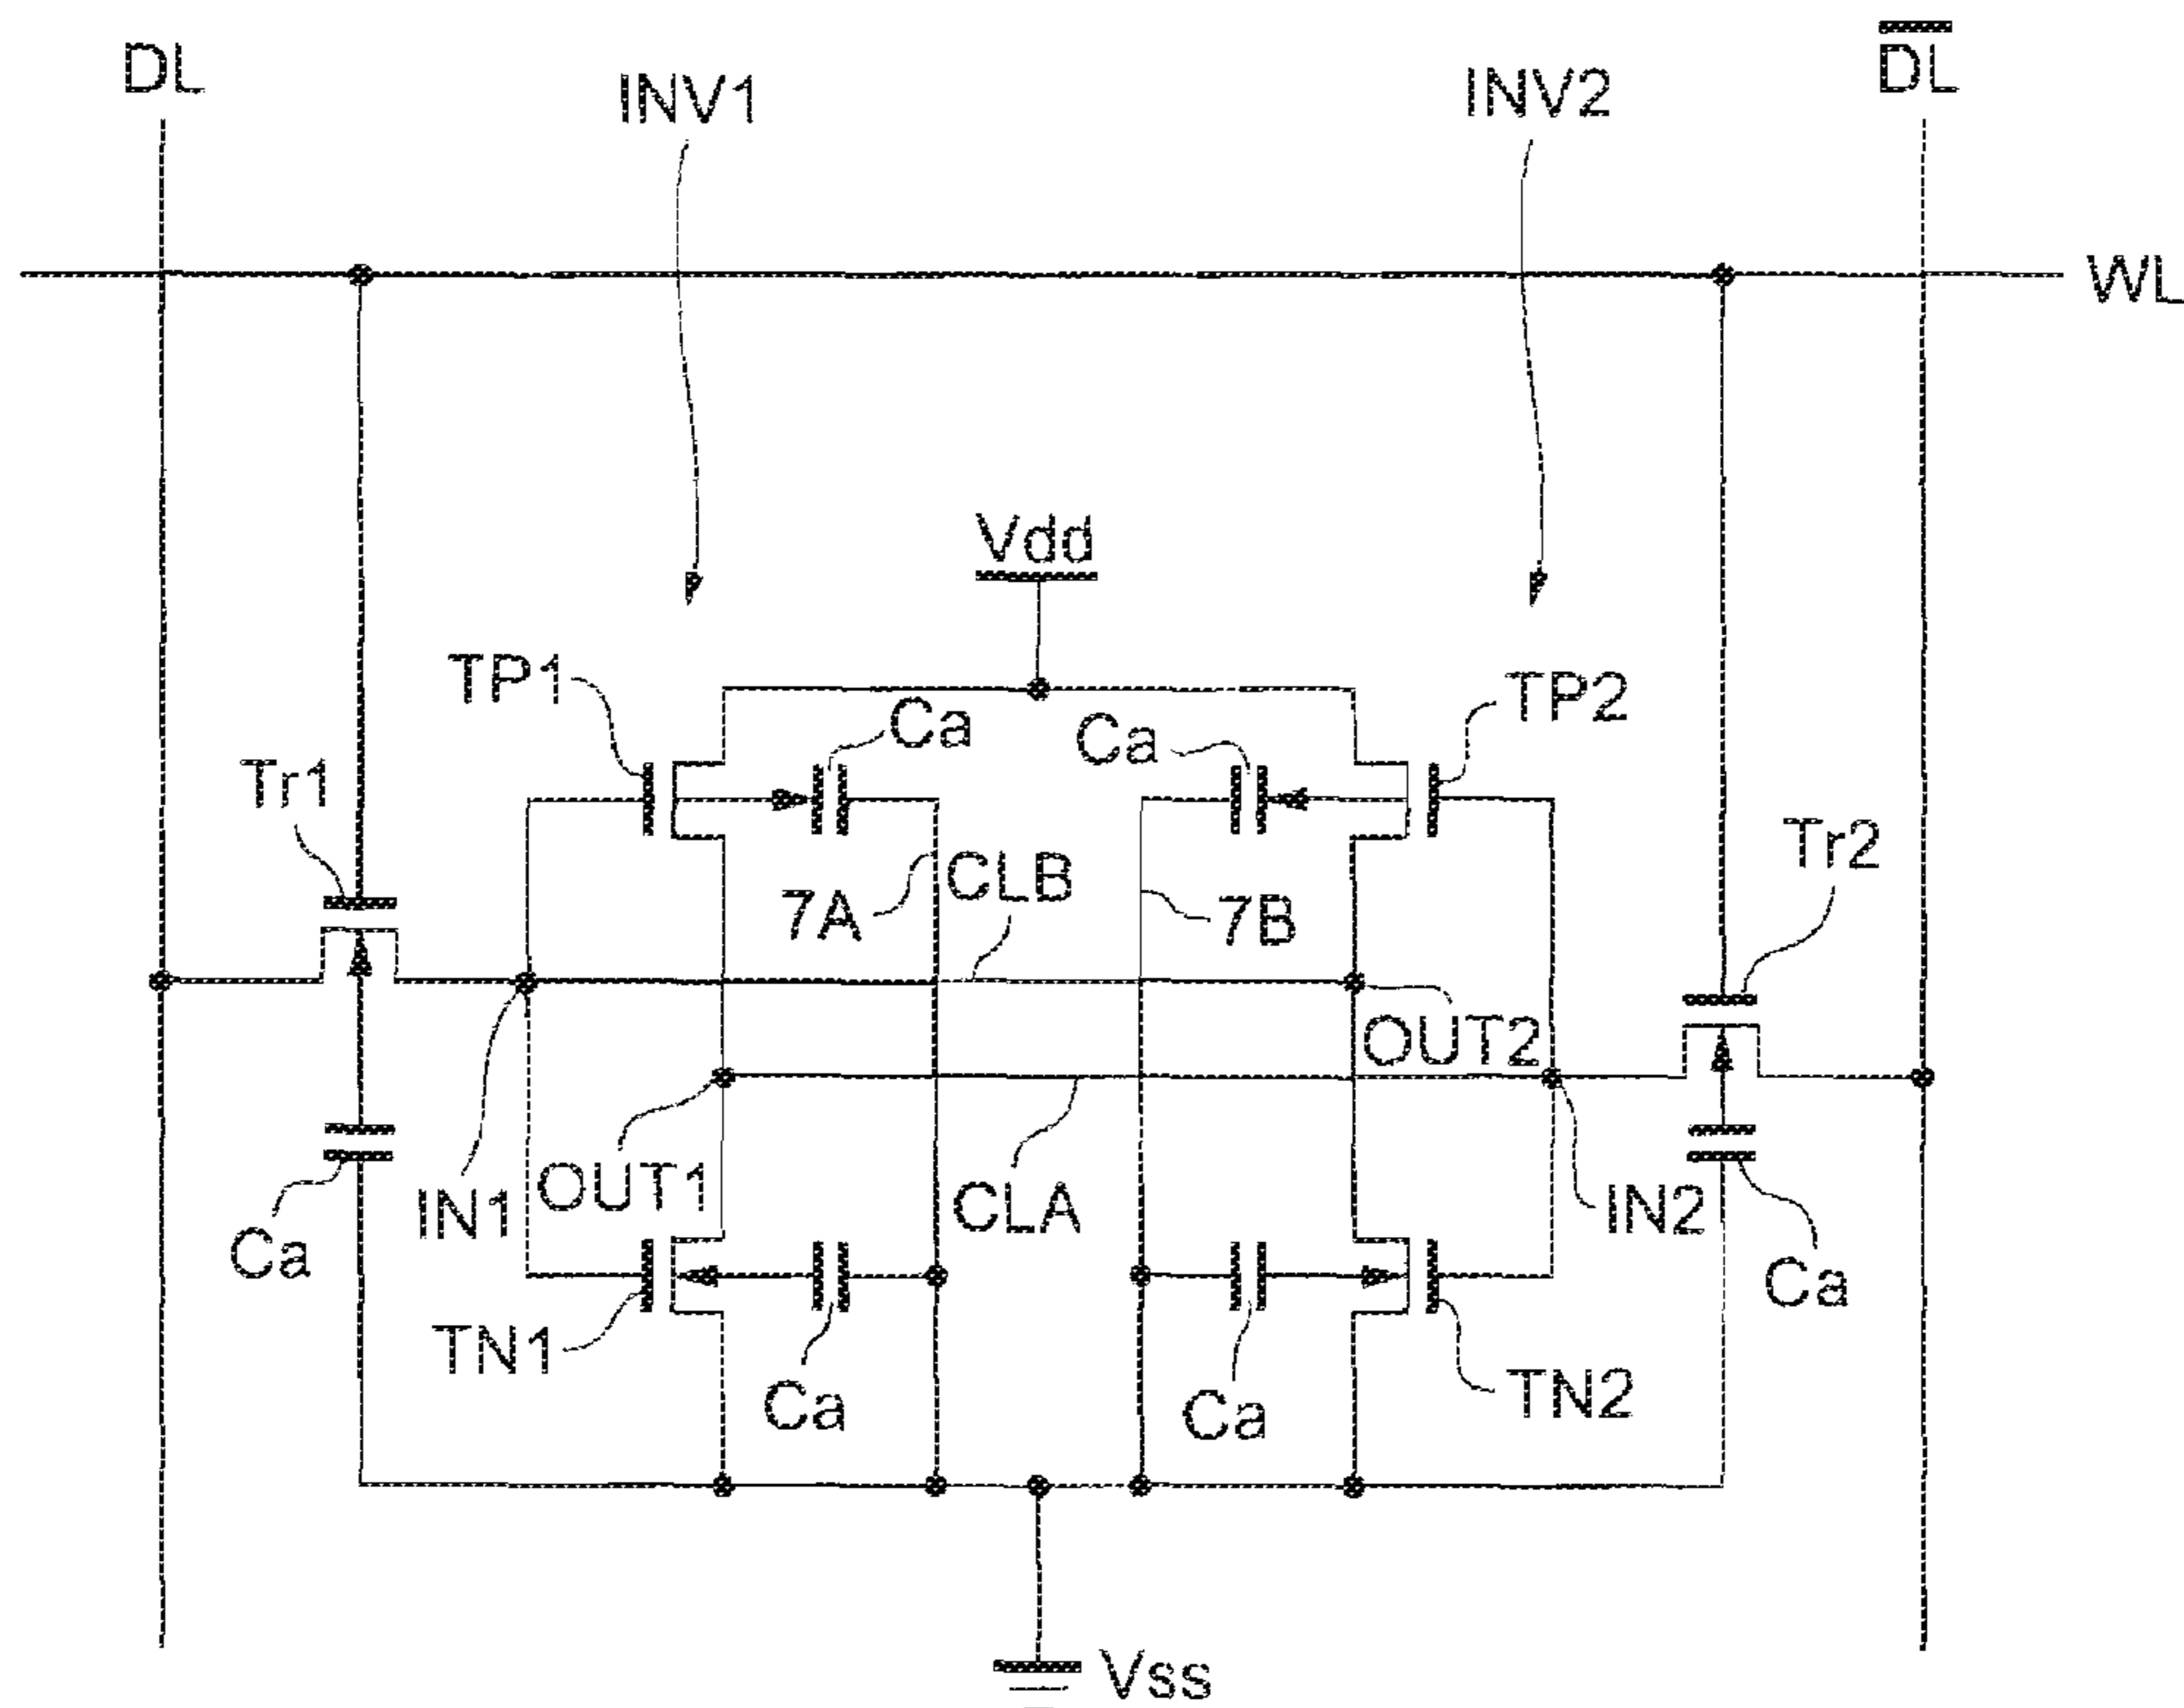 DL
INV1
INV2
D̅L̅
WL
Vdd
TP1
Ca
Ca
TP2
Tr1
7A
CLB
7B
Tr2
OUT2
IN1
OUT1
CLA
IN2
Ca
Ca
TN1
Ca
Ca
TN2
Vss